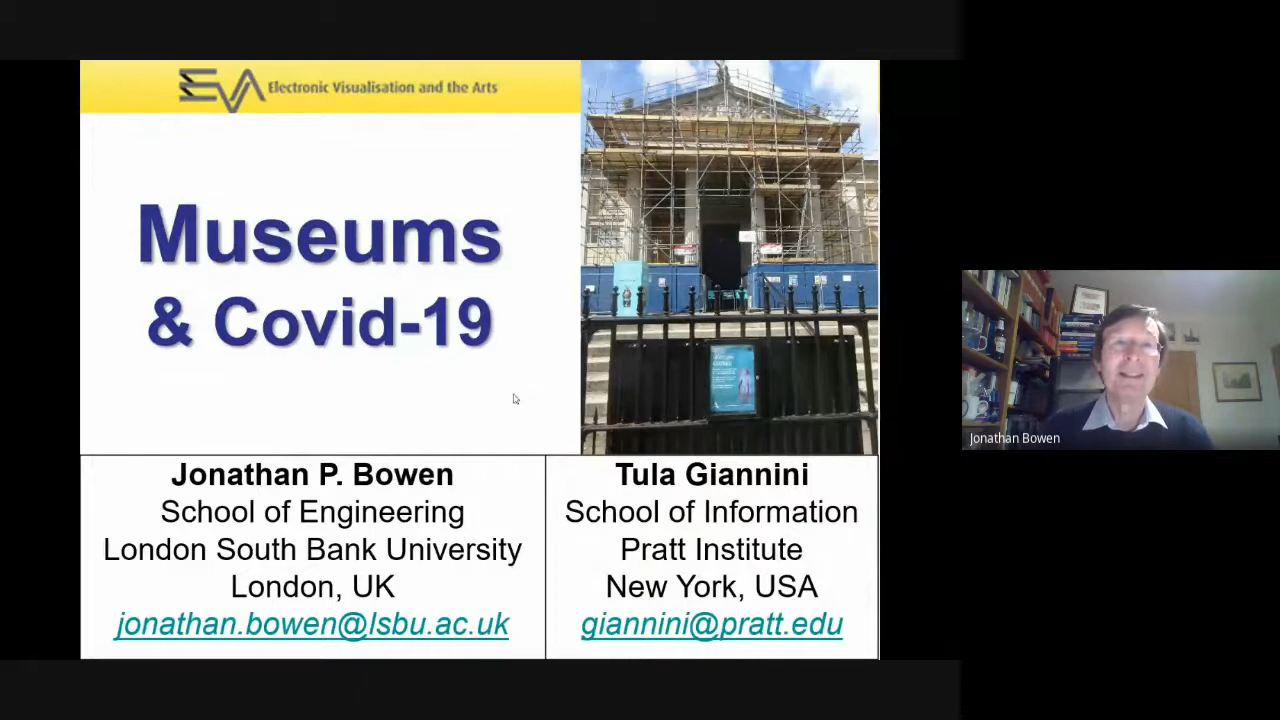 EVA Electronic Visualisation and the Arts
Museums
& Covid-19
Jonathan P. Bowen
School of Engineering
London South Bank University
London, UK
jonathan.bowen@lsbu.ac.uk
Tula Giannini
School of Information
Pratt Institute
New York, USA
giannini@pratt.edu
Jonathan Bowen